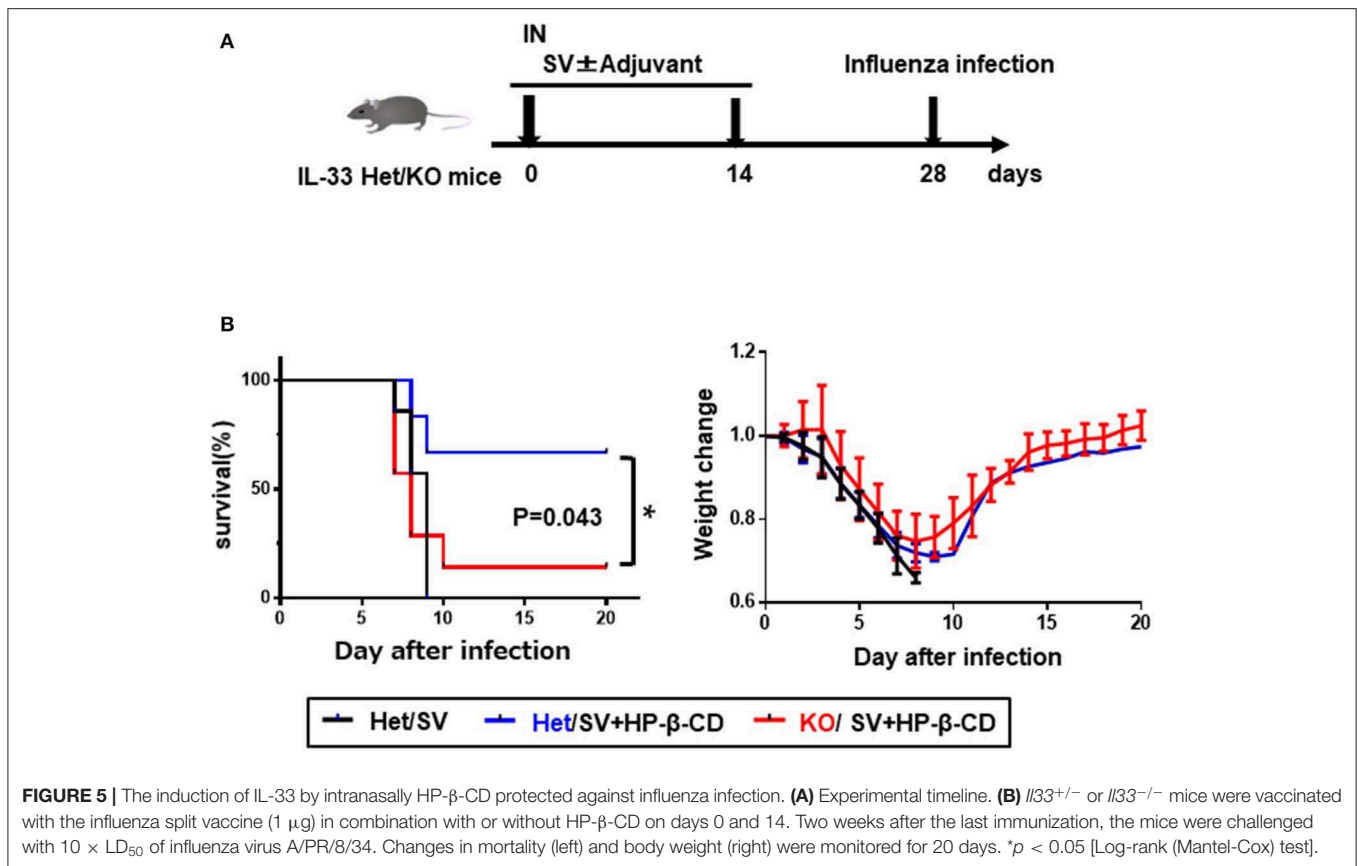 A
IN
SV±Adjuvant
Influenza infection
IL-33 Het/KO mice
0
14
28
days
B
survival(%)
100
50
0
0
5
10
15
20
Day after infection
P=0.043
*
Weight change
1.2
1.0
0.8
0.6
0
5
10
15
20
Day after infection
Het/SV
Het/SV+HP-β-CD
KO/ SV+HP-β-CD
FIGURE 5 | The induction of IL-33 by intranasally HP-β-CD protected against influenza infection. (A) Experimental timeline. (B) Il33+/− or Il33−/− mice were vaccinated
with the influenza split vaccine (1 μg) in combination with or without HP-β-CD on days 0 and 14. Two weeks after the last immunization, the mice were challenged
with 10 × LD50 of influenza virus A/PR/8/34. Changes in mortality (left) and body weight (right) were monitored for 20 days. *p < 0.05 [Log-rank (Mantel-Cox) test].